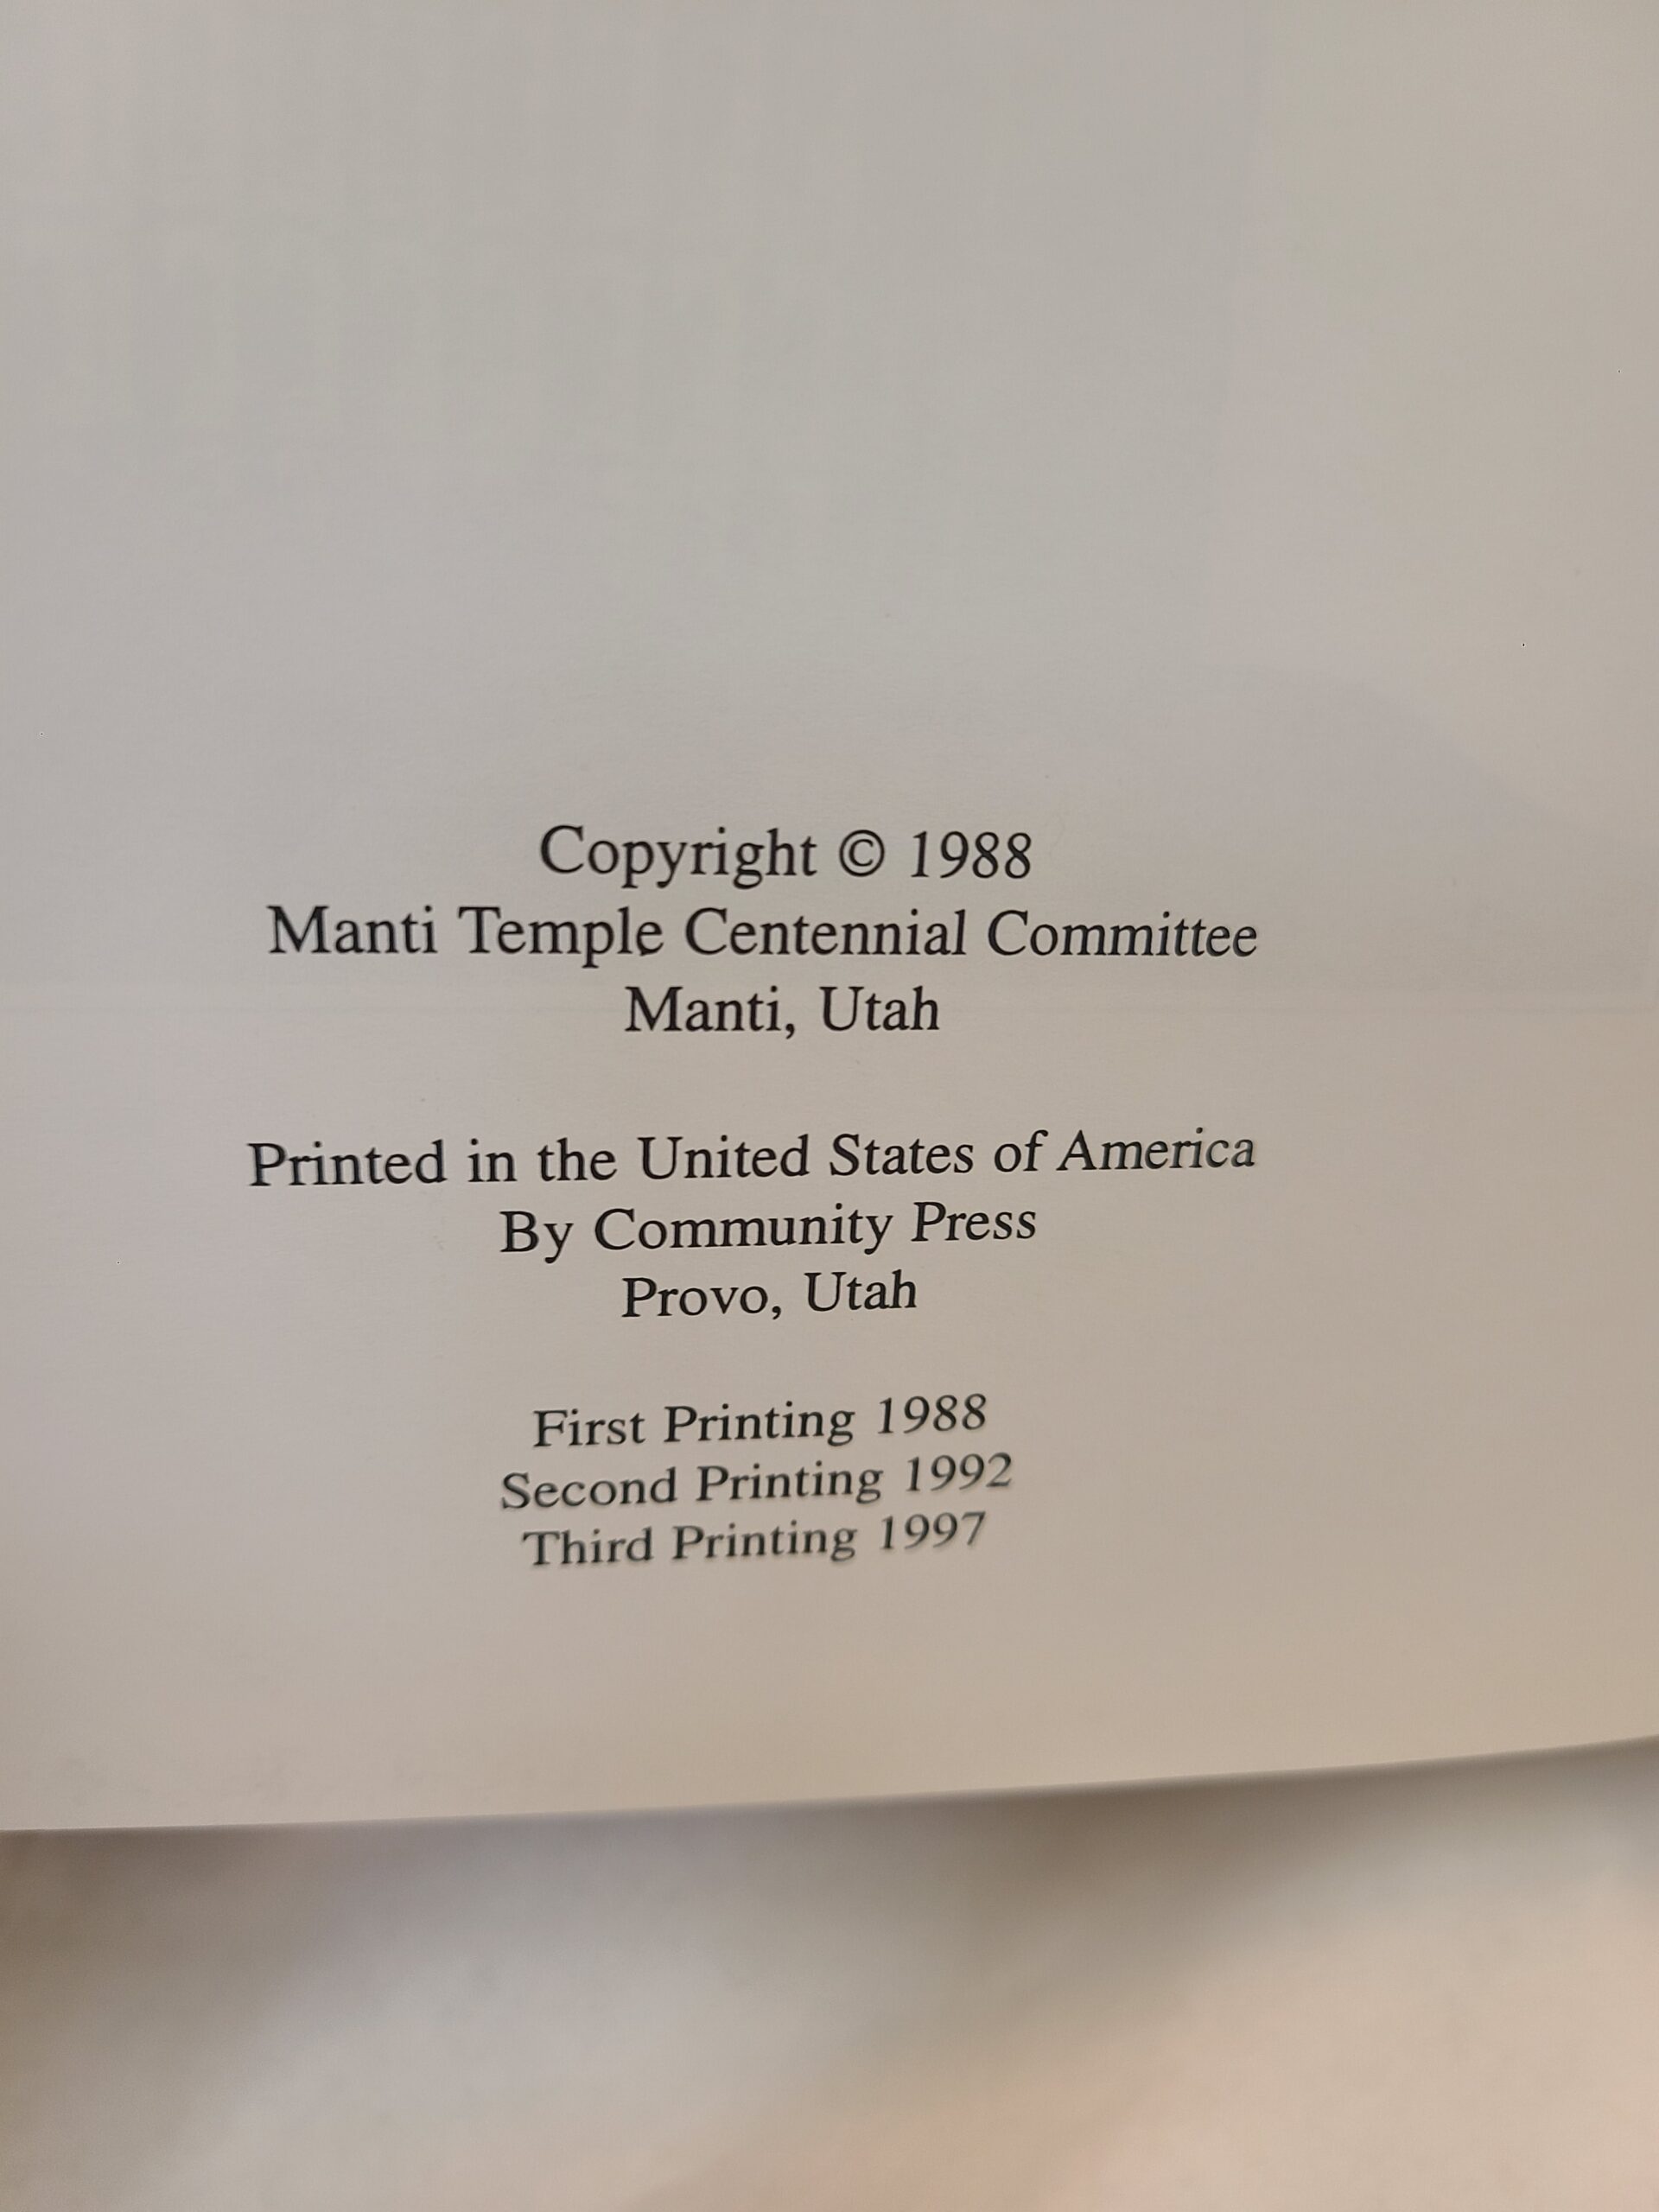 Copyright © 1988
Manti Temple Centennial Committee
Manti, Utah
Printed in the United States of America
By Community Press
Provo, Utah
First Printing 1988
Second Printing 1992
Third Printing 1997